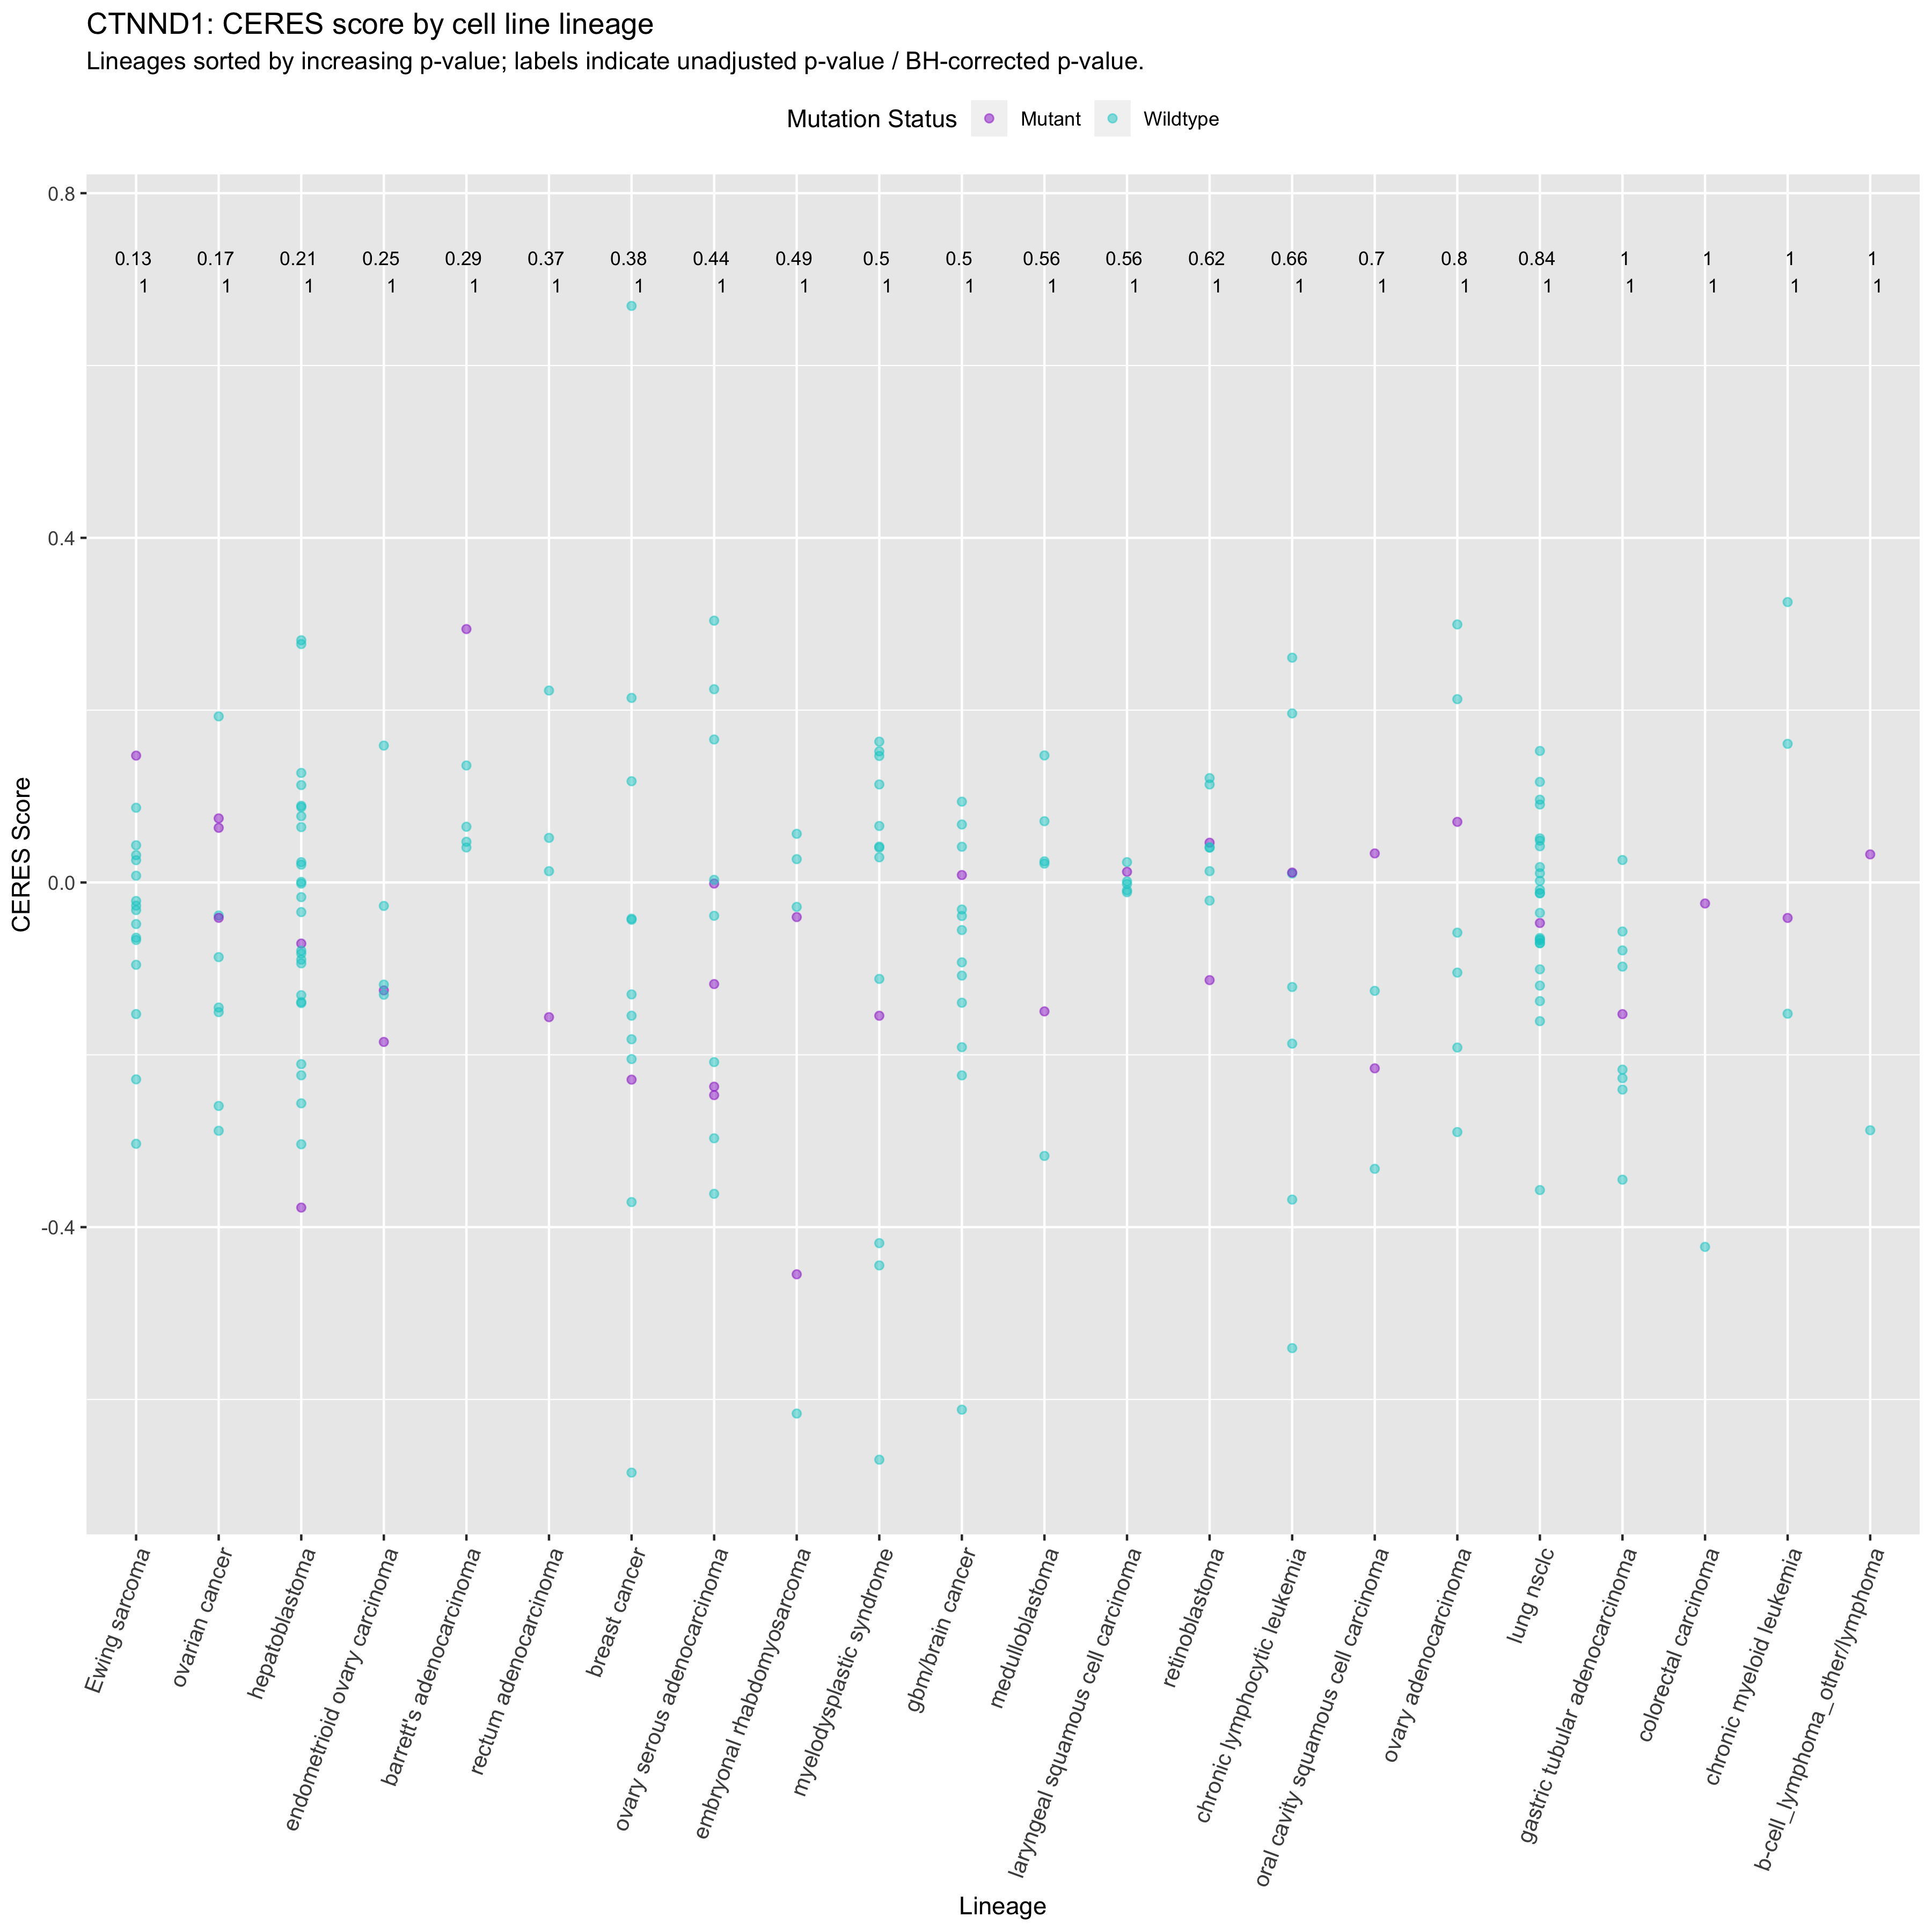 CTNND1: CERES score by cell line lineage
Lineages sorted by increasing p-value; labels indicate unadjusted p-value / BH-corrected p-value.
Mutation Status Mutant Wildtype
0.8
0.13 0.17 0.21 0.25 0.29 0.37 0.38 0.44 0.49 0.5 0.5 0.56 0.56 0.62 0.66 0.7 0.8 0.84 1 1 1 1
1 1 1 1 1 1 1 1 1 1 1 1 1 1 1 1 1 1 1 1 1 1
0.4
0.0
-0.4
CERES Score
Ewing sarcoma
ovarian cancer
hepatoblastoma
endometrioid ovary carcinoma
barrett's adenocarcinoma
rectum adenocarcinoma
breast cancer
ovary serous adenocarcinoma
embryonal rhabdomyosarcoma
myelodysplastic syndrome
gbm/brain cancer
medulloblastoma
laryngeal squamous cell carcinoma
retinoblastoma
chronic lymphocytic leukemia
oral cavity squamous cell carcinoma
ovary adenocarcinoma
lung nsclc
gastric tubular adenocarcinoma
colorectal carcinoma
chronic myeloid leukemia
b-cell_lymphoma_other/lymphoma
Lineage